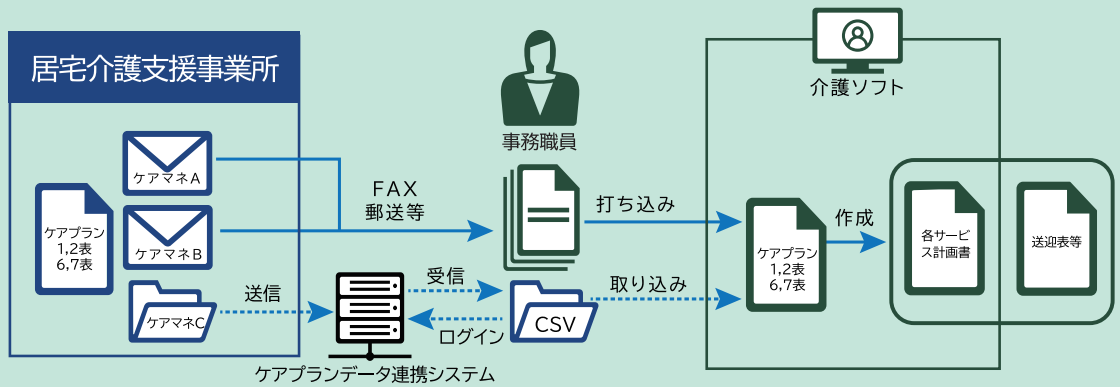 居宅介護支援事業所
ケアプラン
1,2表
6,7表
ケアマネA
ケアマネB
ケアマネC
FAX
郵送等
送信
ケアプランデータ連携システム
受信
ログイン
事務職員
CSV
打ち込み
取り込み
介護ソフト
ケアプラン
1,2表
6,7表
作成
各サービ
ス計画書
送迎表等